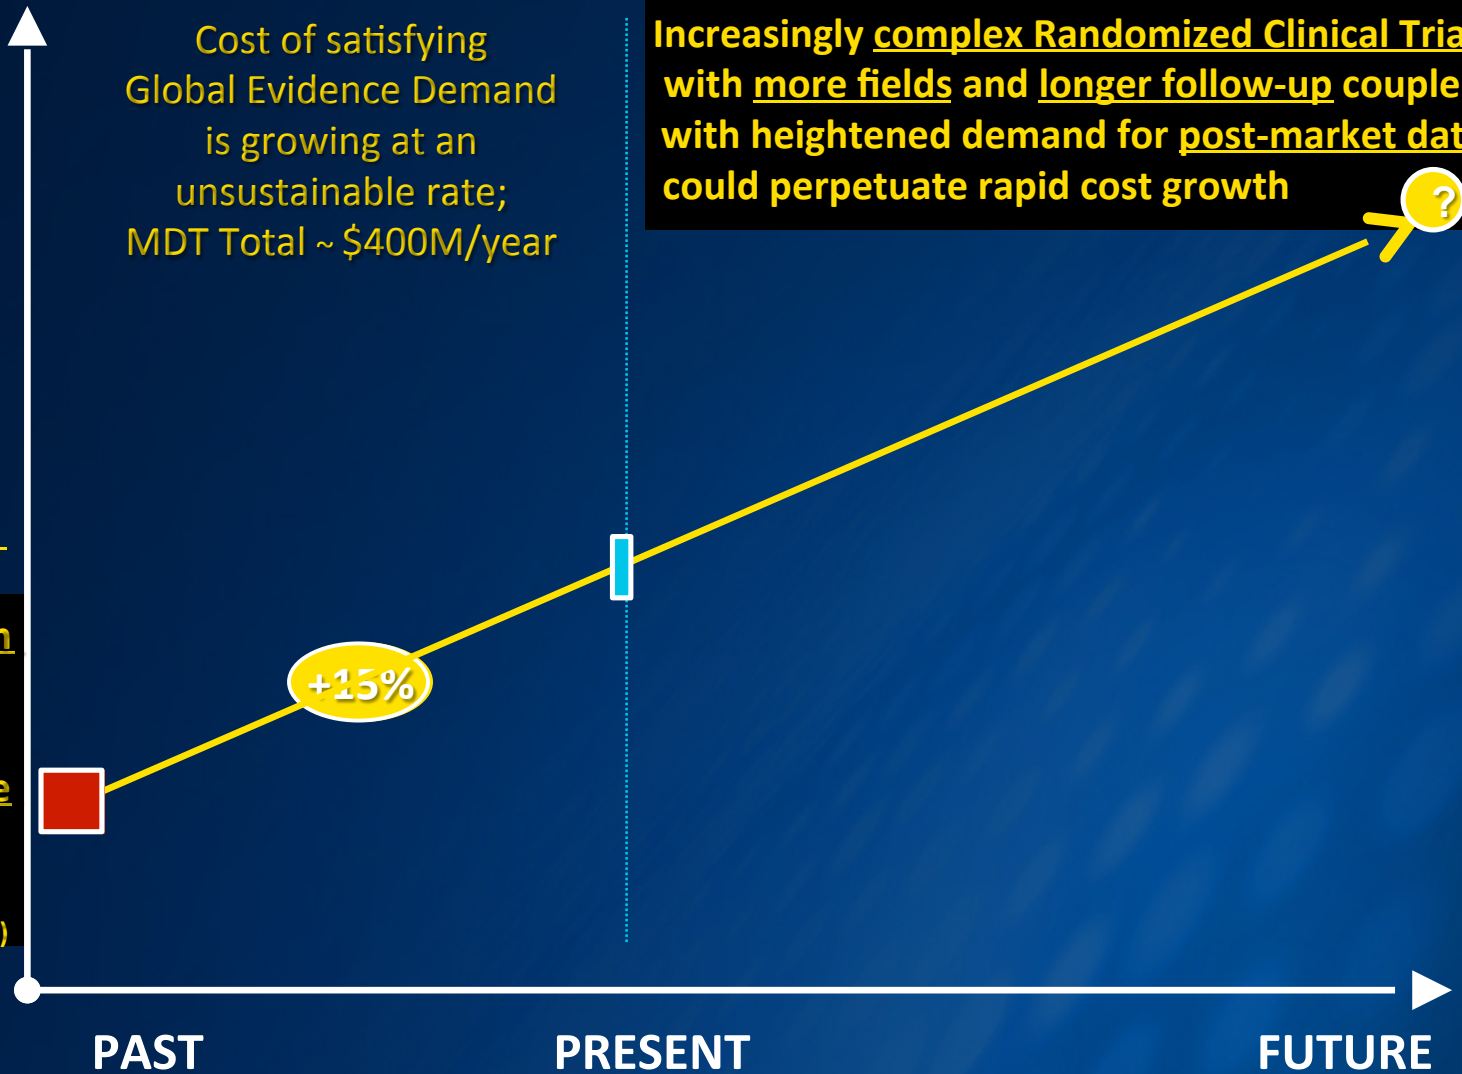 Cost of satisfying
Global Evidence Demand
is growing at an
unsustainable rate;
MDT Total ~ $400M/year
Increasingly complex Randomized Clinical Tria
with more fields and longer follow-up couple
with heightened demand for post-market dat
could perpetuate rapid cost growth
?
+15%
n
e
)
PAST PRESENT FUTURE